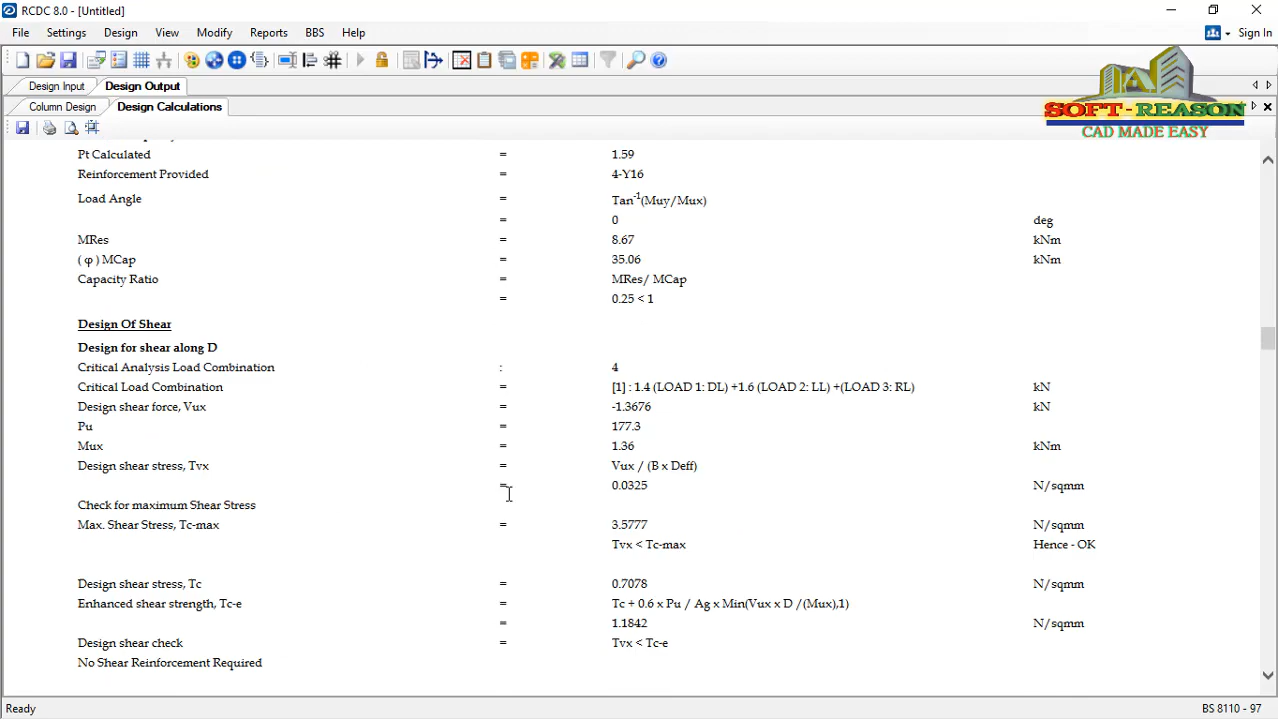 RCDC 8.0 - [Untitled]
File Settings Design View Modify Reports BBS Help
Sign In
Design Input Design Output
Column Design Design Calculations
SOFT-REASON
CAD MADE EASY
Pt Calculated = 1.59
Reinforcement Provided = 4-Y16
Load Angle = Tan-1(Muy/Mux)
= 0 deg
MRes = 8.67 kNm
( φ ) MCap = 35.06 kNm
Capacity Ratio = MRes/ MCap
= 0.25 < 1
Design Of Shear
Design for shear along D
Critical Analysis Load Combination : 4
Critical Load Combination = [1] : 1.4 (LOAD 1: DL) +1.6 (LOAD 2: LL) +(LOAD 3: RL) kN
Design shear force, Vux = -1.3676 kN
Pu = 177.3
Mux = 1.36 kNm
Design shear stress, Tvx = Vux / (B x Deff)
= 0.0325 N/sqmm
Check for maximum Shear Stress
Max. Shear Stress, Tc-max = 3.5777 N/sqmm
Tvx < Tc-max Hence - OK
Design shear stress, Tc = 0.7078 N/sqmm
Enhanced shear strength, Tc-e = Tc + 0.6 x Pu / Ag x Min(Vux x D /(Mux),1)
= 1.1842 N/sqmm
Design shear check = Tvx < Tc-e
No Shear Reinforcement Required
Ready BS 8110 - 97